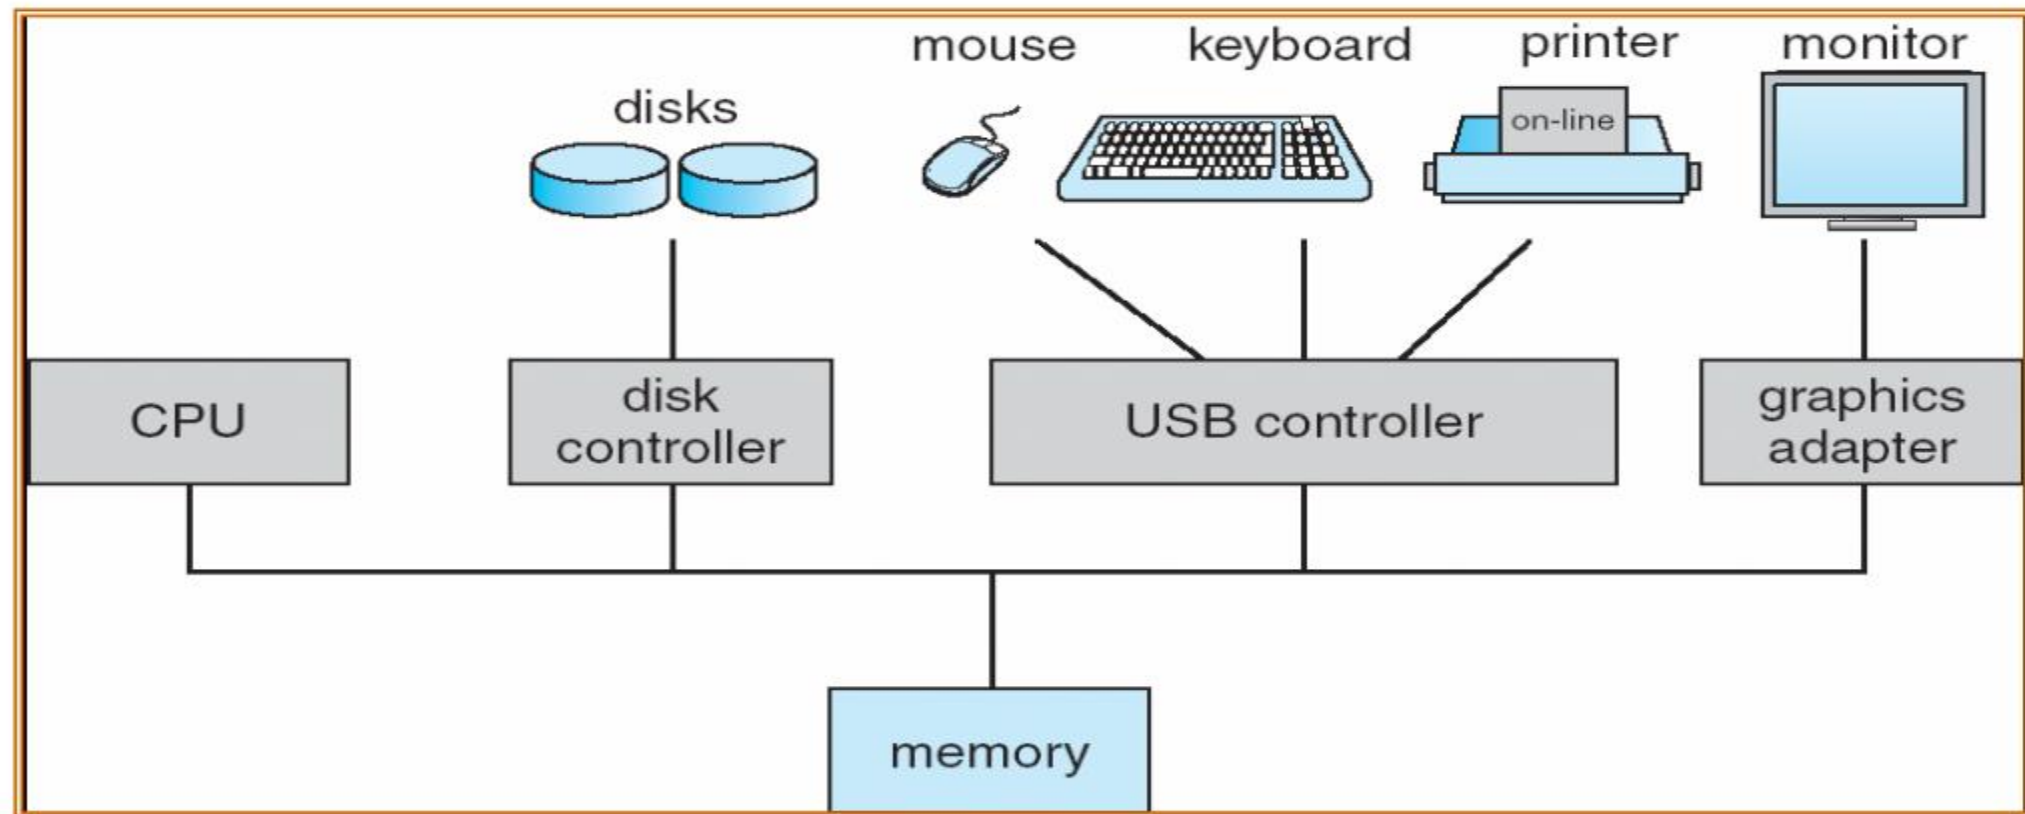 mouse
keyboard
printer
monitor
disks
on-line
CPU
disk
controller
USB controller
graphics
adapter
memory